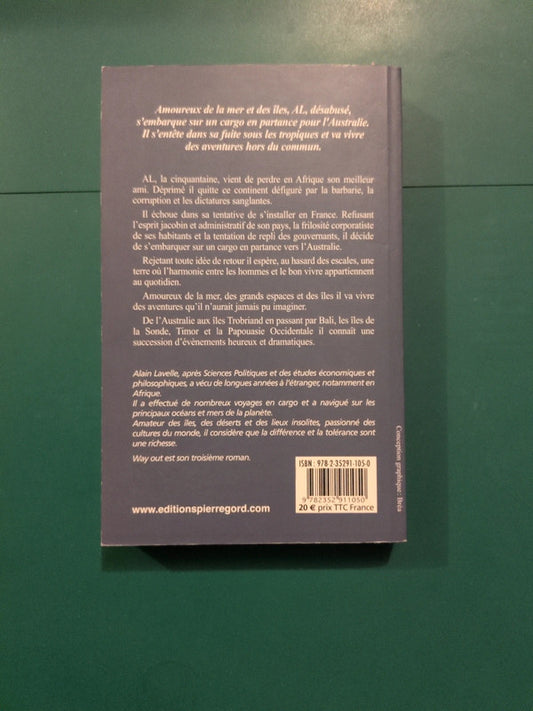 Amoureux de la mer et des îles, AL, désabusé,
s'embarque sur un cargo en partance pour l'Australie.
Il s'entête dans sa fuite sous les tropiques et va vivre
des aventures hors du commun.
AL, la cinquantaine, vient de perdre en Afrique son meilleur
ami. Déprimé il quitte ce continent défiguré par la barbarie, la
corruption et les dictatures sanglantes.
Il échoue dans sa tentative de s'installer en France. Refusant
l'esprit jacobin et administratif de son pays, la frilosité corporatiste
de ses habitants et la tentation de repli des gouvernants, il décide
de s'embarquer sur un cargo en partance vers l'Australie.
Rejetant toute idée de retour il espère, au hasard des escales, une
terre où l'harmonie entre les hommes et le bon vivre appartiennent
au quotidien.
Amoureux de la mer, des grands espaces et des îles il va vivre
des aventures qu'il n'aurait jamais pu imaginer.
De l'Australie aux îles Trobriand en passant par Bali, les îles de
la Sonde, Timor et la Papouasie Occidentale il connaît une
succession d'évènements heureux et dramatiques.
Alain Lavelle, après Sciences Politiques et des études économiques et
philosophiques, a vécu de longues années à l'étranger, notamment en
Afrique.
Il a effectué de nombreux voyages en cargo et a navigué sur les
principaux océans et mers de la planète.
Amateur des îles, des déserts et des lieux insolites, passionné des
cultures du monde, il considère que la différence et la tolérance sont
une richesse.
Way out est son troisième roman.
www.editionspierregord.com
ISBN : 978-2-35291-105-0
9 782352 911050
20 € prix TTC France
Conception graphique : Bréa